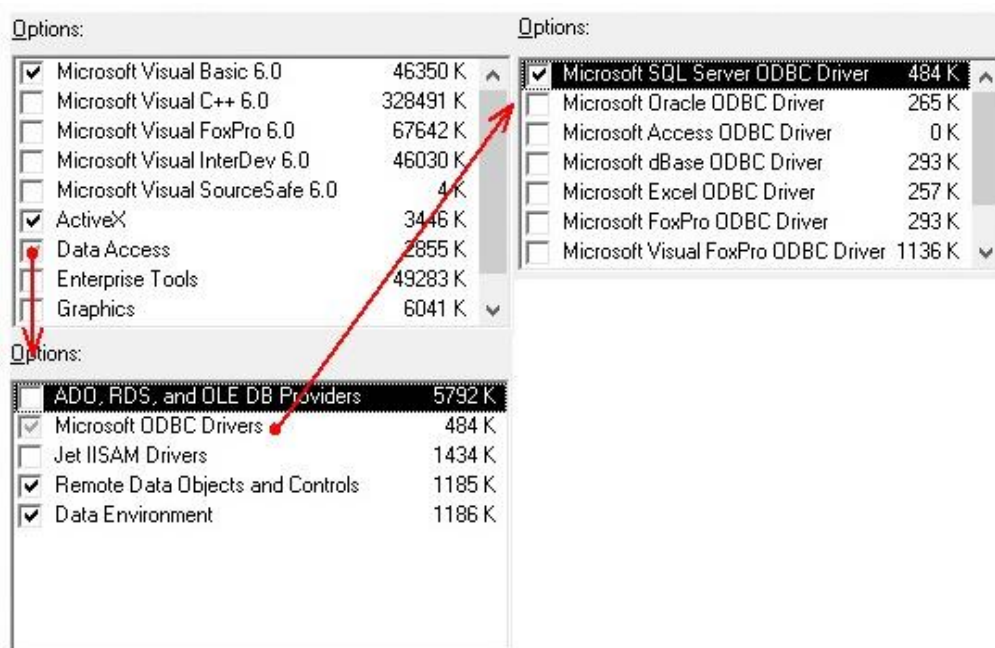 Options:
Microsoft Visual Basic 6.0 46350 K
Microsoft Visual C++ 6.0 328491 K
Microsoft Visual FoxPro 6.0 67642 K
Microsoft Visual InterDev 6.0 46030 K
Microsoft Visual SourceSafe 6.0 4 K
ActiveX 3446 K
Data Access 2855 K
Enterprise Tools 49283 K
Graphics 6041 K
Options:
ADO, RDS, and OLE DB Providers 5792 K
Microsoft ODBC Drivers 484 K
Jet IISAM Drivers 1434 K
Remote Data Objects and Controls 1185 K
Data Environment 1186 K
Options:
Microsoft SQL Server ODBC Driver 484 K
Microsoft Oracle ODBC Driver 265 K
Microsoft Access ODBC Driver 0 K
Microsoft dBase ODBC Driver 293 K
Microsoft Excel ODBC Driver 257 K
Microsoft FoxPro ODBC Driver 293 K
Microsoft Visual FoxPro ODBC Driver 1136 K